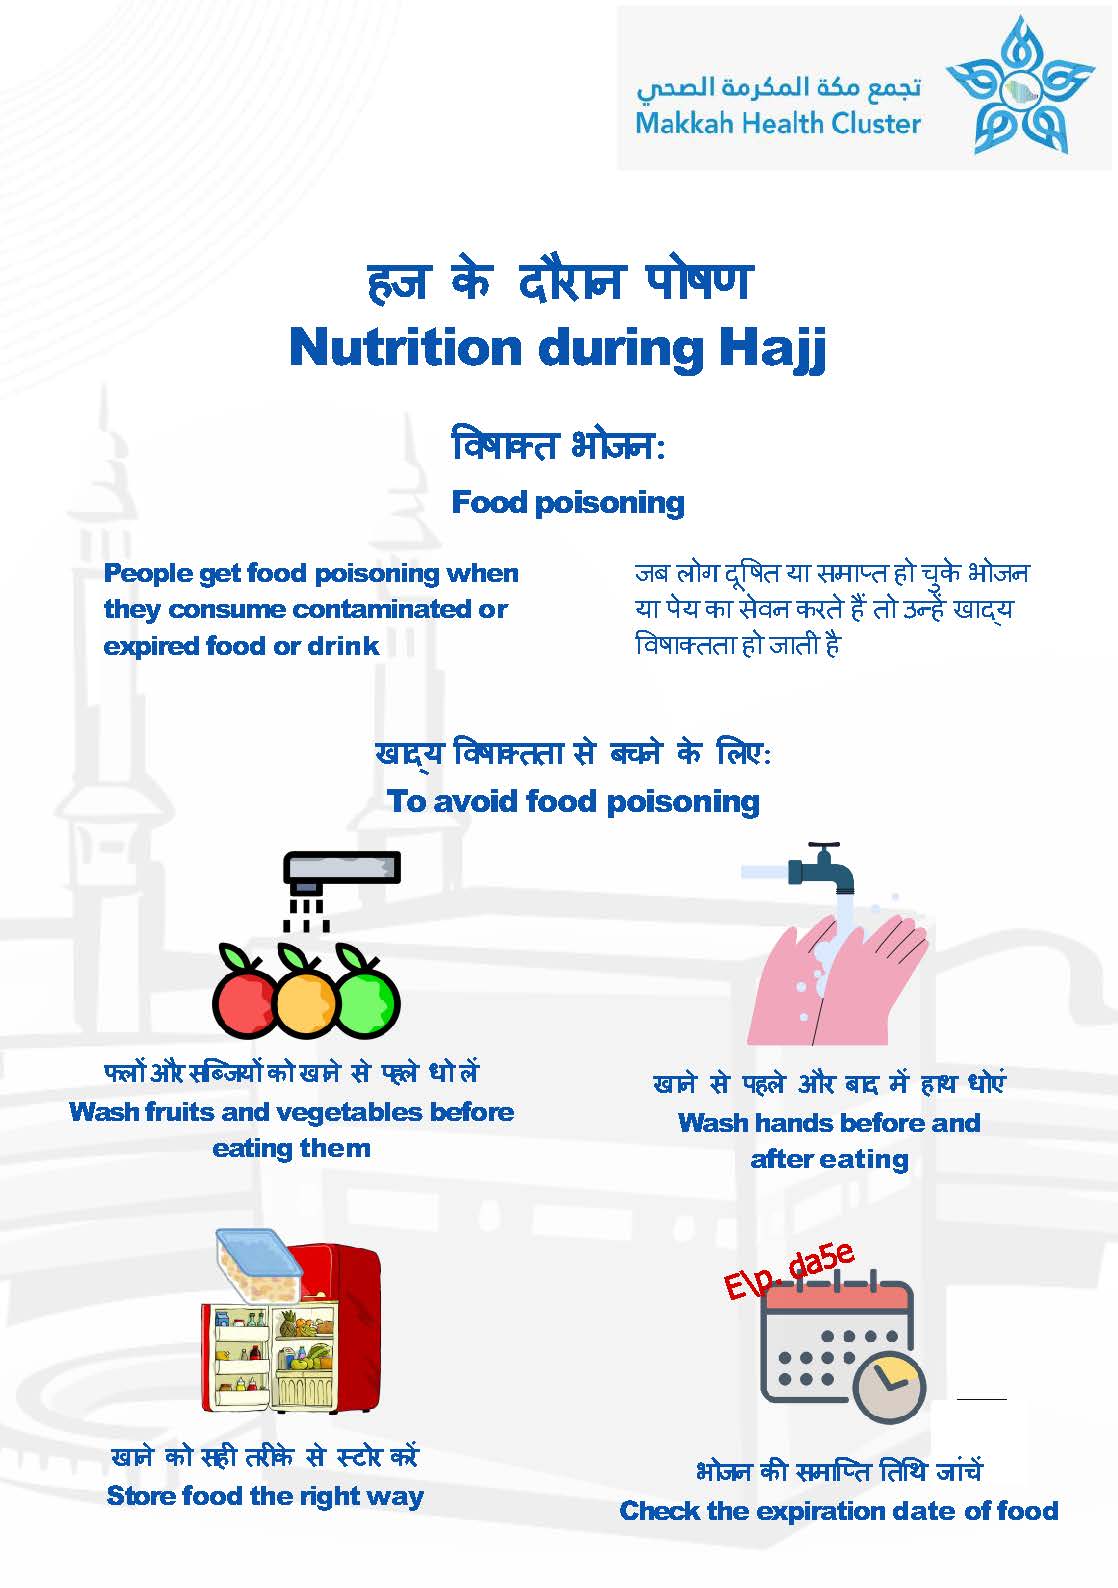 تجمع مكة المكرمة الصحي
Makkah Health Cluster
हज के दौरान पोषण
Nutrition during Hajj
विषाक्त भोजन:
Food poisoning
People get food poisoning when
they consume contaminated or
expired food or drink
जब लोग दूषित या समाप्त हो चुके भोजन
या पेय का सेवन करते हैं तो उन्हें खाद्य
विषाक्तता हो जाती है
खाद्य विषाक्तता से बचने के लिए:
To avoid food poisoning
फलों और सब्जियों को खाने से पहले धो लें
Wash fruits and vegetables before
eating them
खाने से पहले और बाद में हाथ धोएं
Wash hands before and
after eating
E\p. da5e
खाने को सही तरीके से स्टोर करें
Store food the right way
भोजन की समाप्ति तिथि जांचें
Check the expiration date of food